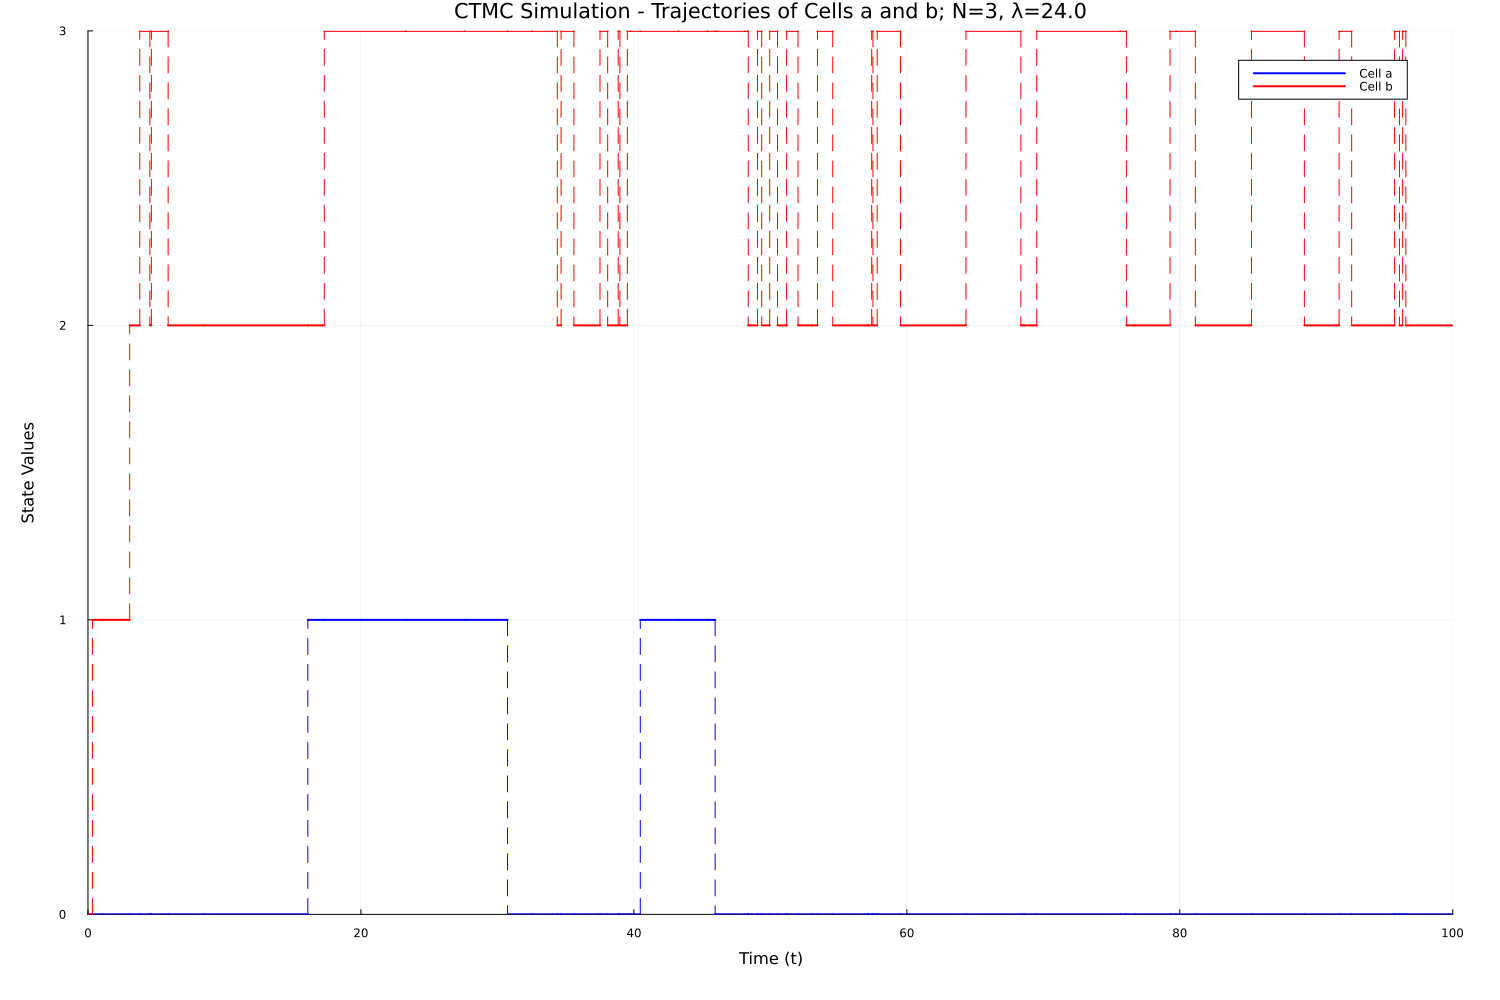 CTMC Simulation - Trajectories of Cells a and b; N=3, λ=24.0
3
Cell a
Cell b
2
State Values
1
0
0 20 40 60 80 100
Time (t)